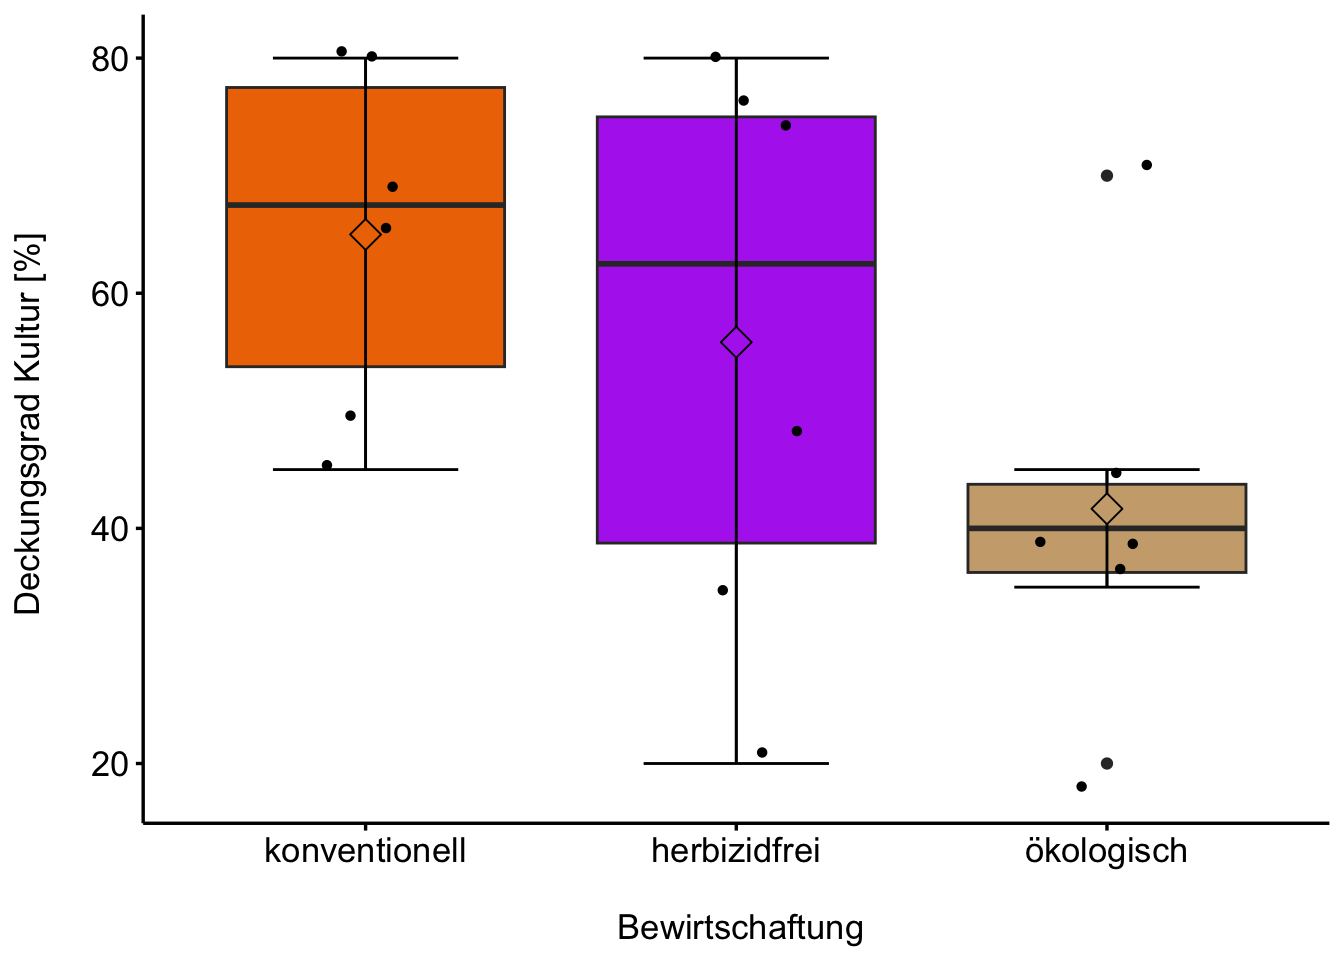 Deckungsgrad Kultur [%]
80
60
40
20
konventionell herbizidfrei ökologisch
Bewirtschaftung